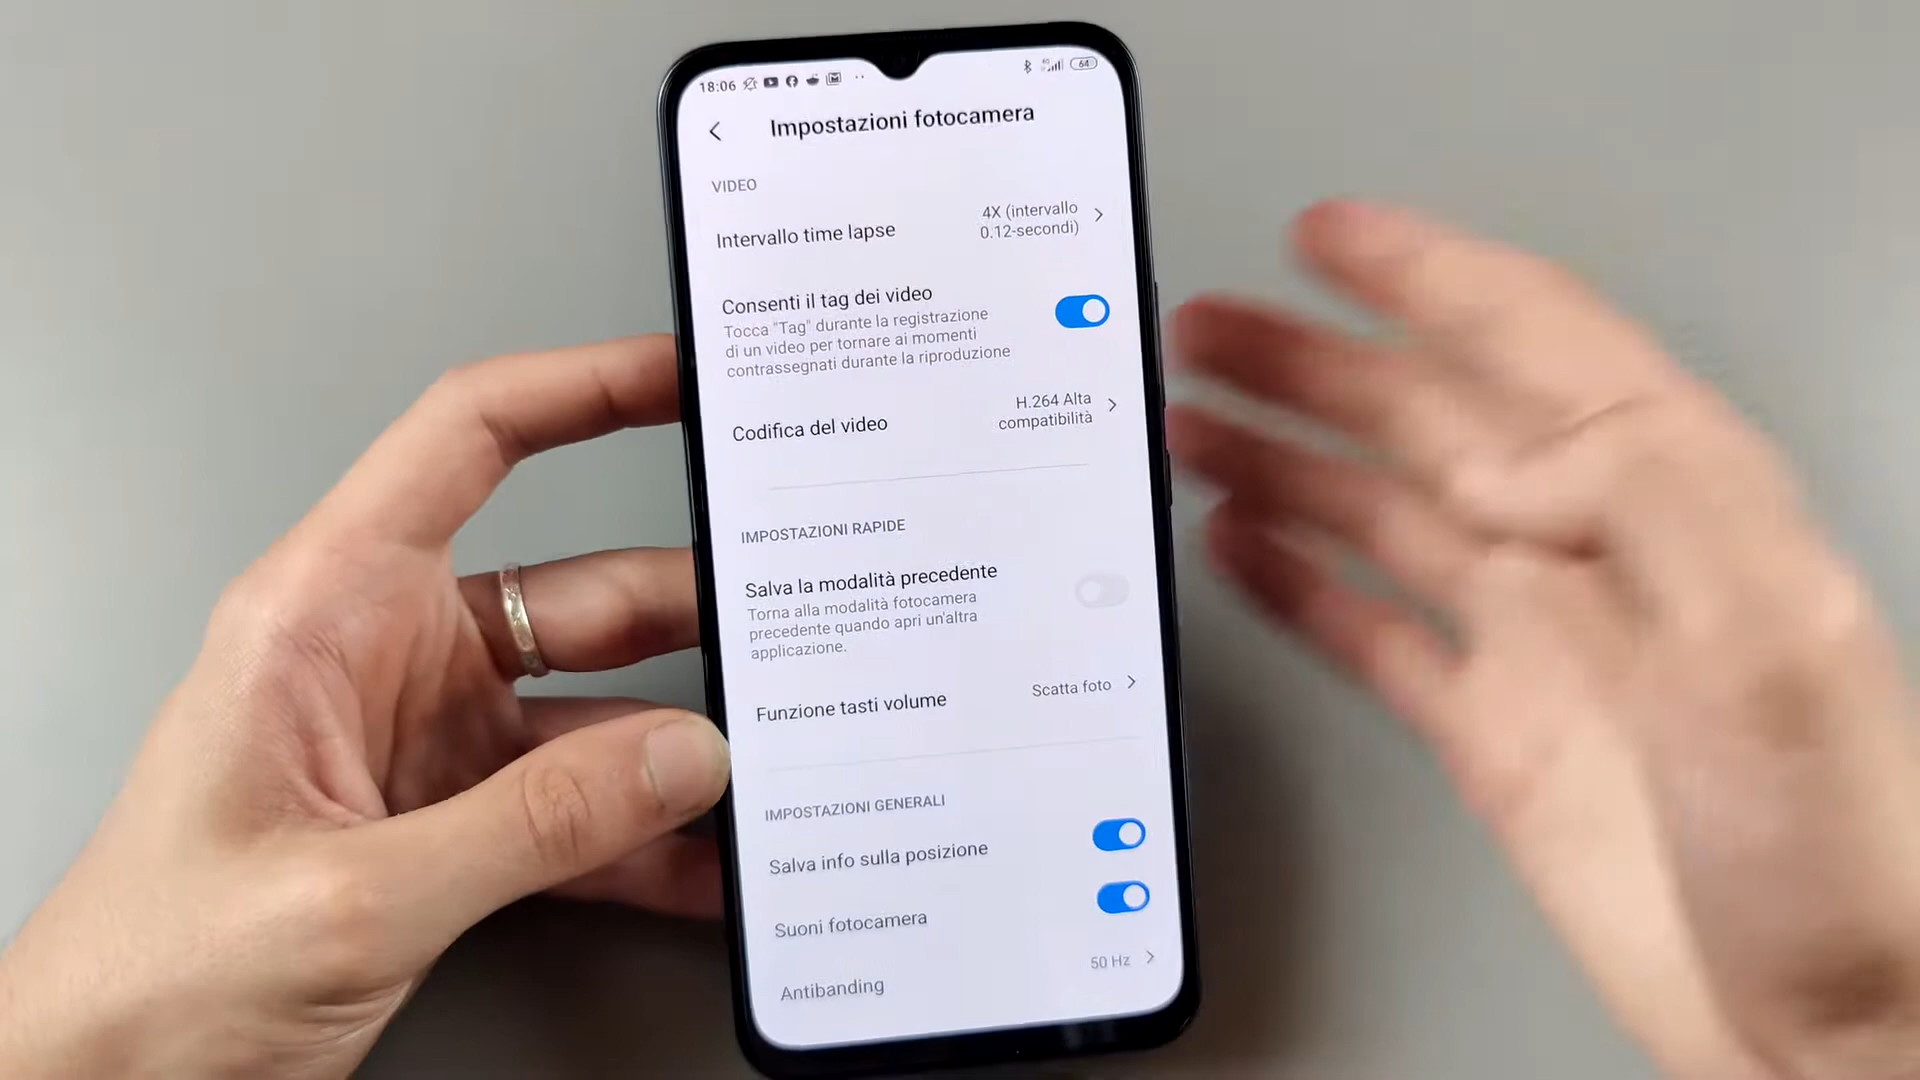 18:06
64
Impostazioni fotocamera
VIDEO
Intervallo time lapse
4X (intervallo
0.12-secondi)
Consenti il tag dei video
Tocca "Tag" durante la registrazione
di un video per tornare ai momenti
contrassegnati durante la riproduzione
Codifica del video
H.264 Alta
compatibilità
IMPOSTAZIONI RAPIDE
Salva la modalità precedente
Torna alla modalità fotocamera
precedente quando apri un'altra
applicazione.
Funzione tasti volume
Scatta foto
IMPOSTAZIONI GENERALI
Salva info sulla posizione
Suoni fotocamera
Antibanding
50 Hz